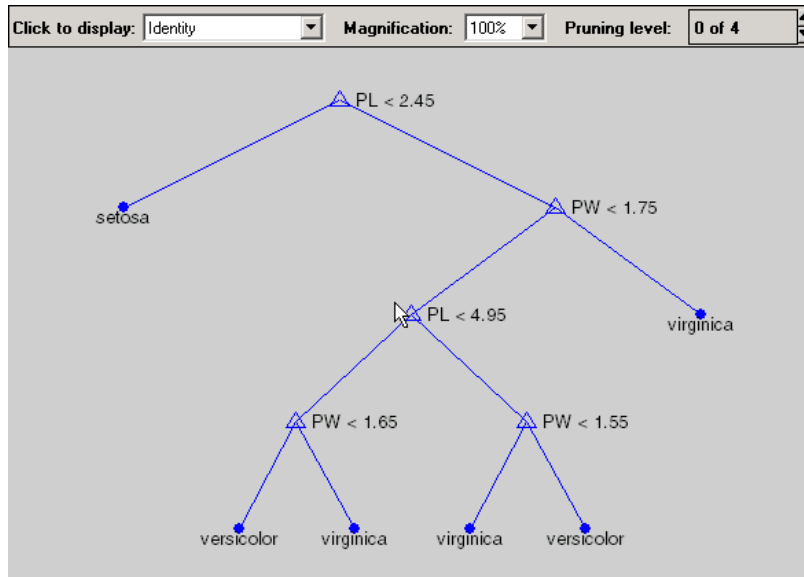 Click to display: Identity Magnification: 100% Pruning level: 0 of 4
PL < 2.45
setosa
PW < 1.75
PL < 4.95
virginica
PW < 1.65 PW < 1.55
versicolor virginica virginica versicolor